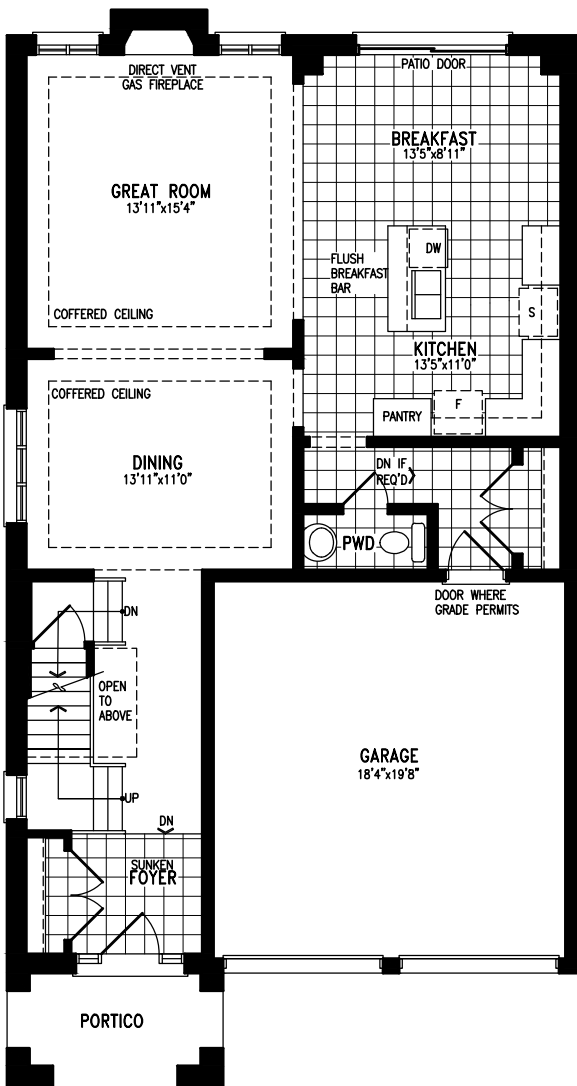 DIRECT VENT
GAS FIREPLACE
PATIO DOOR
BREAKFAST
13'5"x8'11"
GREAT ROOM
13'11"x15'4"
DW
FLUSH
BREAKFAST
BAR
S
COFFERED CEILING
KITCHEN
13'5"x11'0"
COFFERED CEILING
F
PANTRY
DINING
13'11"x11'0"
DN IF
REQ'D
PWD
DOOR WHERE
GRADE PERMITS
DN
OPEN
TO
ABOVE
GARAGE
18'4"x19'8"
UP
DN
SUNKEN
FOYER
PORTICO